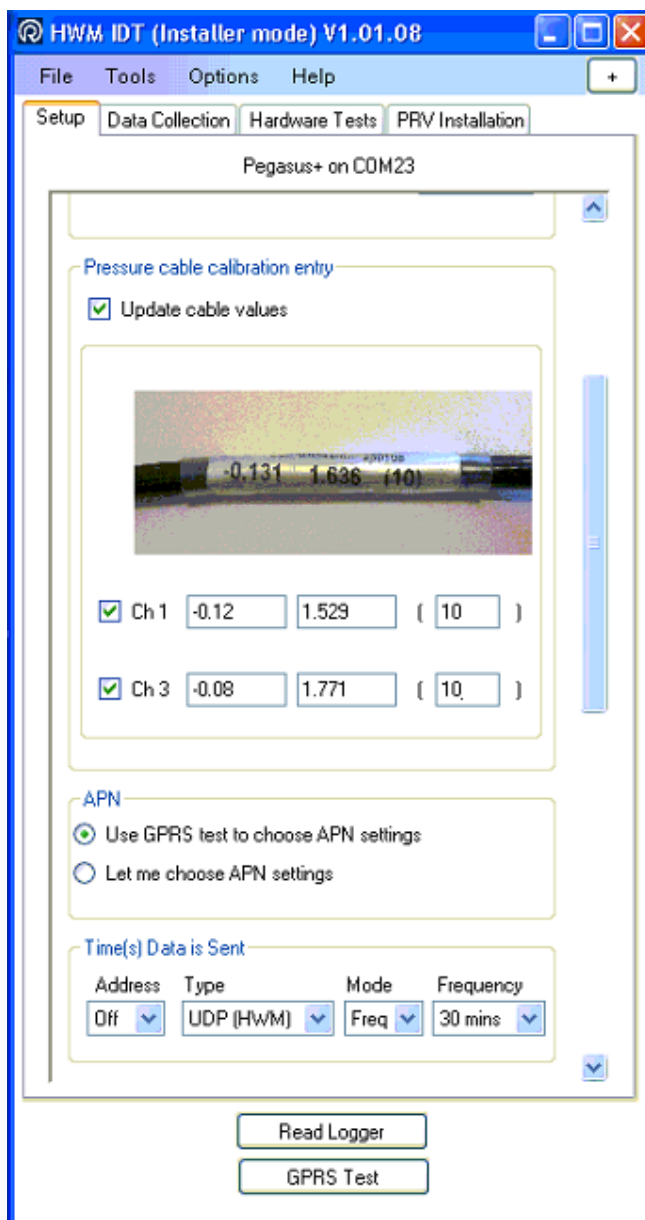 HWM IDT (Installer mode) V1.01.08
File Tools Options Help +
Setup Data Collection Hardware Tests PRV Installation
Pegasus+ on COM23
Pressure cable calibration entry
Update cable values
-0.131 1.636 (10)
Ch 1 -0.12 1.529 ( 10 )
Ch 3 -0.08 1.771 ( 10 )
APN
Use GPRS test to choose APN settings
Let me choose APN settings
Time(s) Data is Sent
Address Type Mode Frequency
Off UDP (HWM) Freq 30 mins
Read Logger
GPRS Test